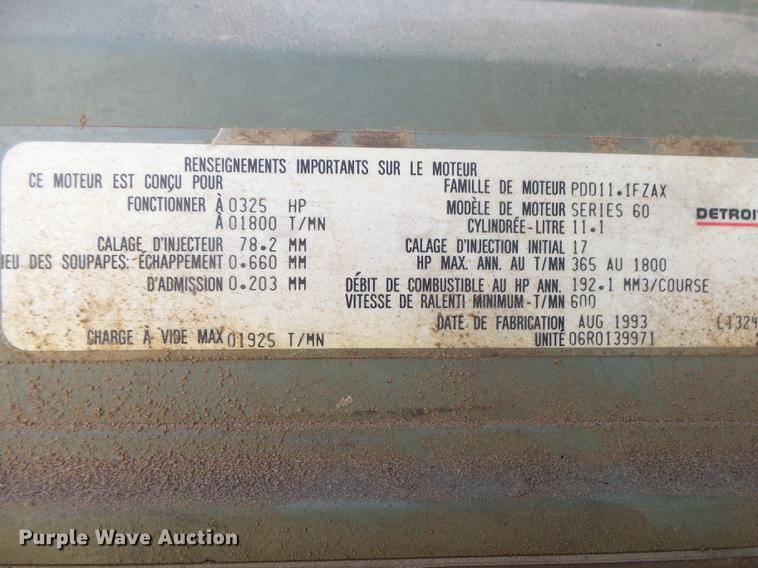 RENSEIGNEMENTS IMPORTANTS SUR LE MOTEUR
CE MOTEUR EST CONÇU POUR
FONCTIONNER À 0325 HP
À 01800 T/MN
CALAGE D'INJECTEUR 78.2 MM
JEU DES SOUPAPES: ÉCHAPPEMENT 0.660 MM
D'ADMISSION 0.203 MM
CHARGE À VIDE MAX 01925 T/MN
FAMILLE DE MOTEUR PDD11.1FZAX
MODÈLE DE MOTEUR SERIES 60
CYLINDRÉE-LITRE 11.1
CALAGE D'INJECTION INITIAL 17
HP MAX. ANN. AU T/MN 365 AU 1800
DÉBIT DE COMBUSTIBLE AU HP ANN. 192.1 MM3/COURSE
VITESSE DE RALENTI MINIMUM-T/MN 600
DATE DE FABRICATION AUG 1993
UNITÉ 06R0139971
DETROI
Purple Wave Auction